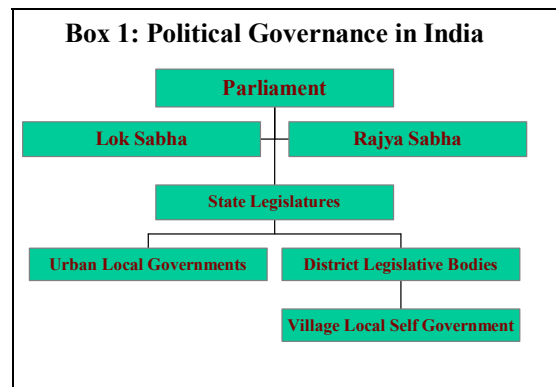 Box 1: Political Governance in India
Parliament
Lok Sabha
Rajya Sabha
State Legislatures
Urban Local Governments
District Legislative Bodies
Village Local Self Government